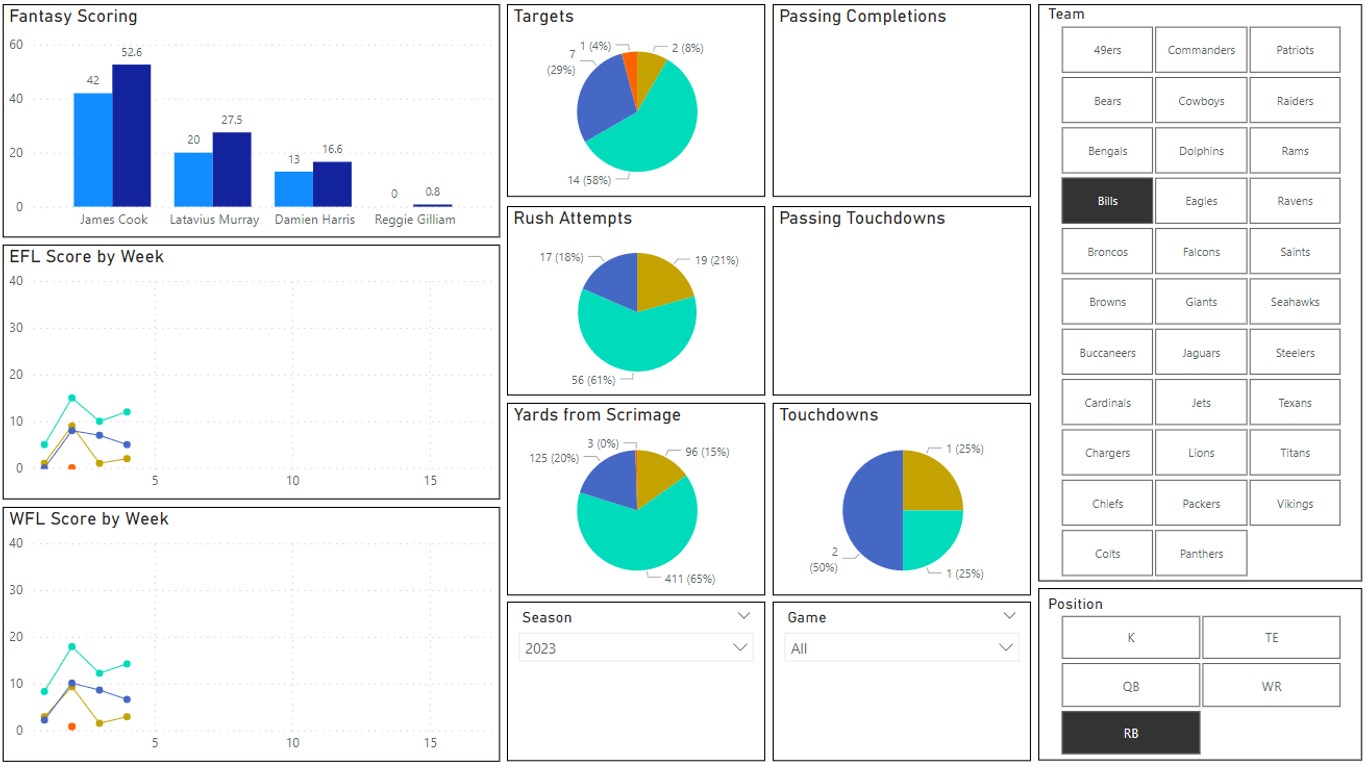 Fantasy Scoring
60
40
20
0
42
52.6
20
27.5
13
16.6
0
0.8
James Cook
Latavius Murray
Damien Harris
Reggie Gilliam
EFL Score by Week
40
30
20
10
0
5
10
15
WFL Score by Week
40
30
20
10
0
5
10
15
Targets
1 (4%)
2 (8%)
7
(29%)
14 (58%)
Rush Attempts
17 (18%)
19 (21%)
56 (61%)
Yards from Scrimage
3 (0%)
96 (15%)
125 (20%)
411 (65%)
Season
2023
Passing Completions
Passing Touchdowns
Touchdowns
1 (25%)
2
(50%)
1 (25%)
Game
All
Team
49ers Commanders Patriots
Bears Cowboys Raiders
Bengals Dolphins Rams
Bills Eagles Ravens
Broncos Falcons Saints
Browns Giants Seahawks
Buccaneers Jaguars Steelers
Cardinals Jets Texans
Chargers Lions Titans
Chiefs Packers Vikings
Colts Panthers
Position
K TE
QB WR
RB